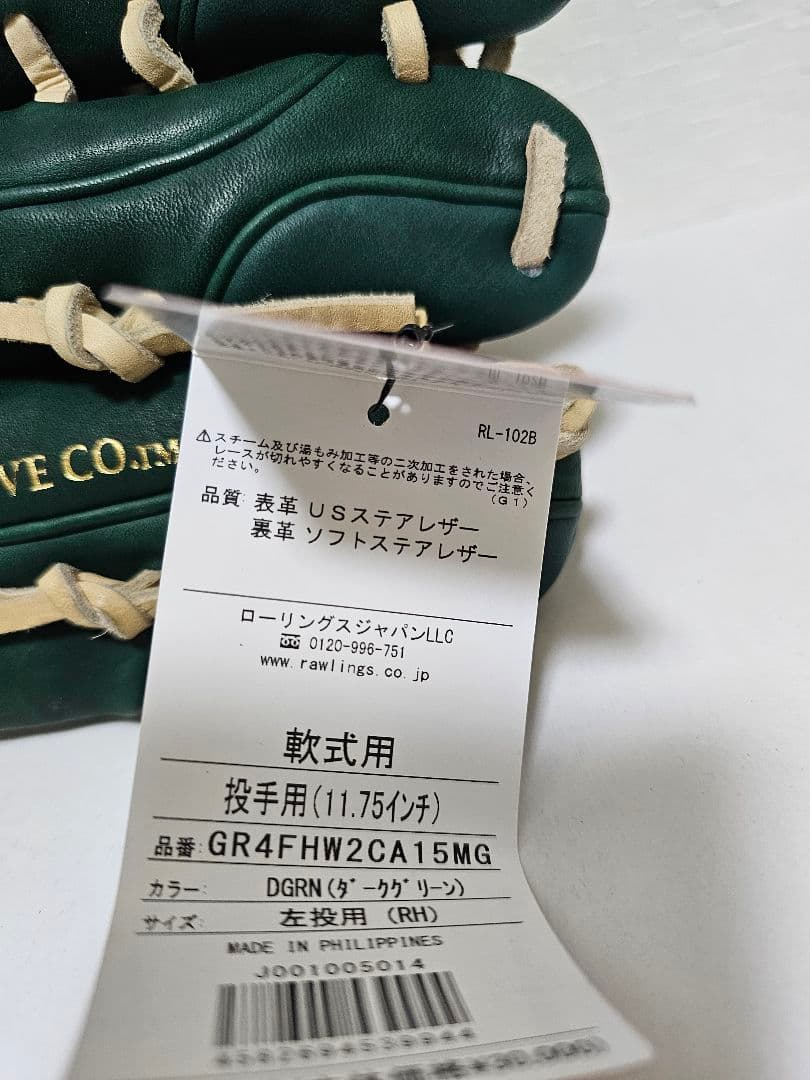 VE CO.
RL-102B
⚠スチーム及び湯もみ加工等の二次加工をされた場合、
レースが切れやすくなることがありますのでご注意く
ださい。
(G1)
品質:表革 USステアレザー
裏革 ソフトステアレザー
ローリングスジャパンLLC
0120-996-751
www.rawlings.co.jp
軟式用
投手用(11.75インチ)
品番:GR4FHW2CA15MG
カラー: DGRN(ダークグリーン)
サイズ: 左投用 (RH)
MADE IN PHILIPPINES
J001005014